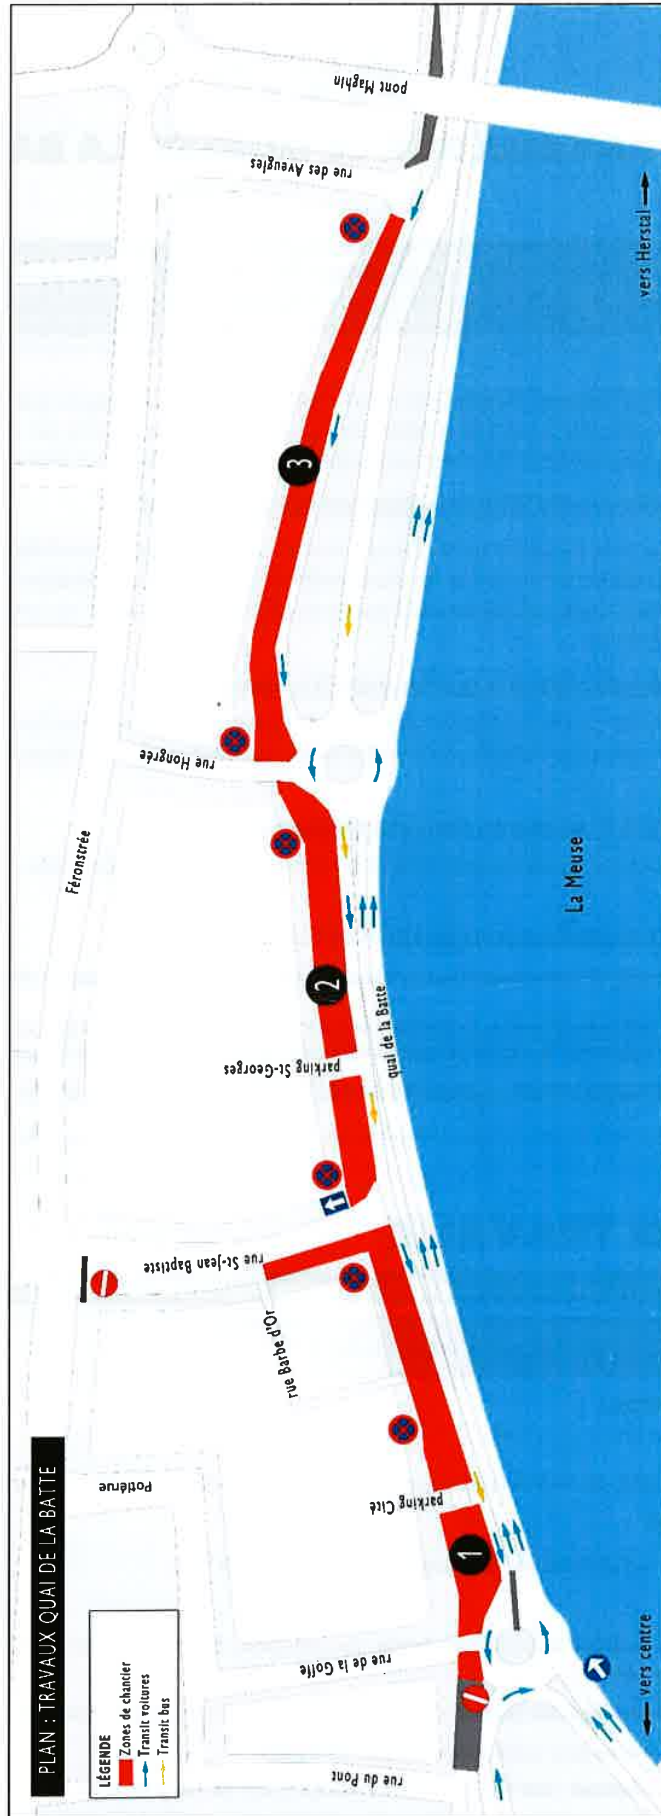 PLAN : TRAVAUX QUAI DE LA BATTE
LÉGENDE
Zones de chantier
Transit voitures
Transit bus
Potiérue
Féronstrée
rue du Pont
rue de la Goffe
parking Cité
rue Barbe d'Or
rue St-Jean Baptiste
parking St-Georges
rue Hongrée
rue des Aveugles
pont Maghin
1
2
3
quai de la Batte
La Meuse
vers centre
vers Herstal